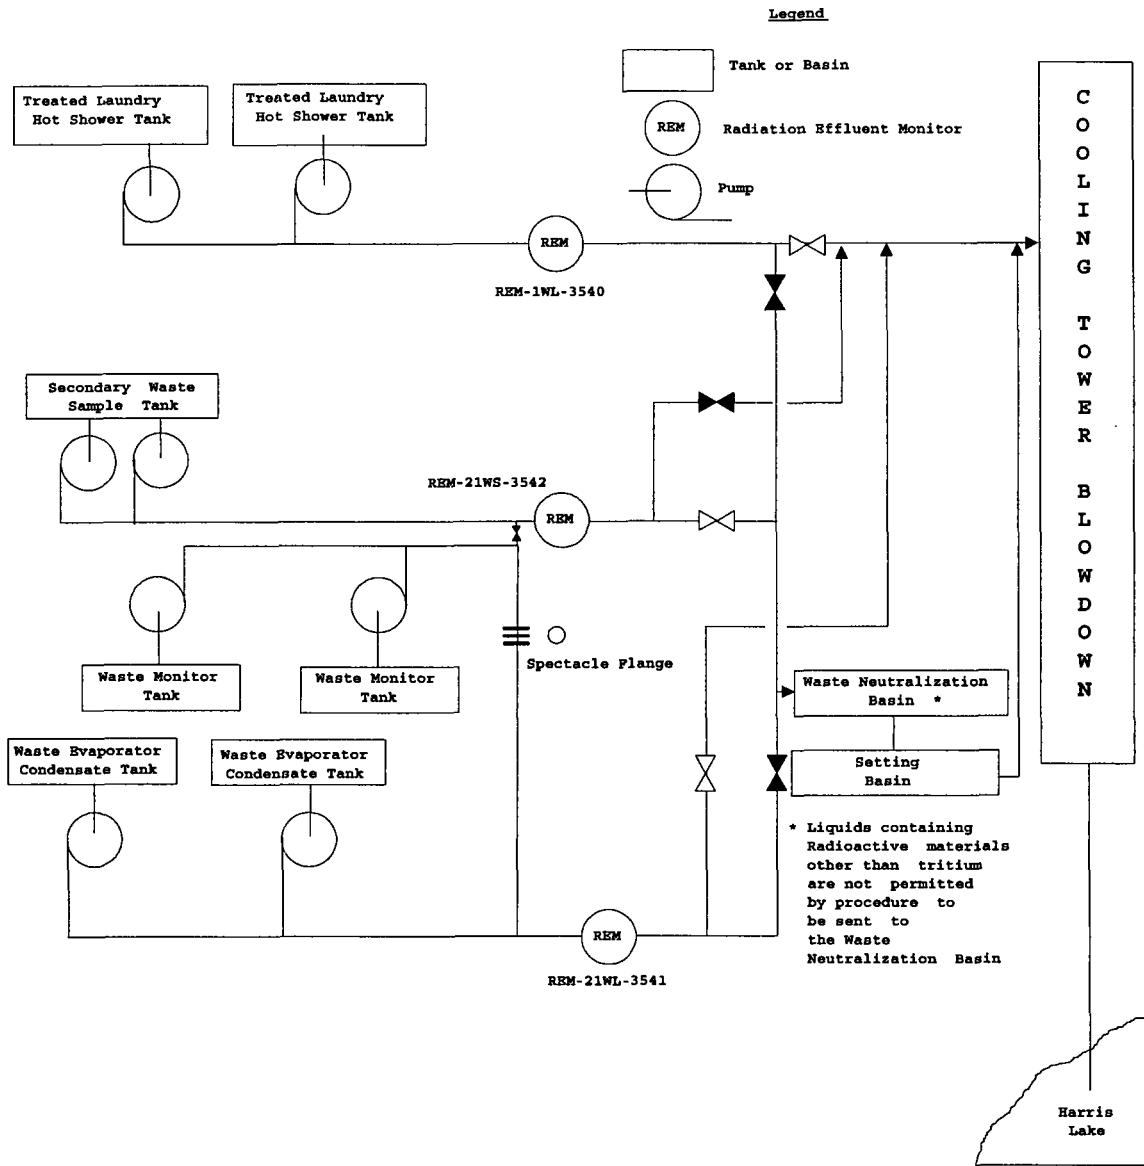 Legend
Tank or Basin
REM
Radiation Effluent Monitor
Pump
Treated Laundry
Hot Shower Tank
Treated Laundry
Hot Shower Tank
REM
REM-1WL-3540
Secondary Waste
Sample Tank
REM-21WS-3542
REM
Waste Monitor
Tank
Waste Monitor
Tank
Spectacle Flange
Waste Evaporator
Condensate Tank
Waste Evaporator
Condensate Tank
REM
REM-21WL-3541
Waste Neutralization
Basin *
Setting
Basin
* Liquids containing
Radioactive materials
other than tritium
are not permitted
by procedure to
be sent to
the Waste
Neutralization Basin
COOLING TOWER BLOWDOWN
Harris
Lake